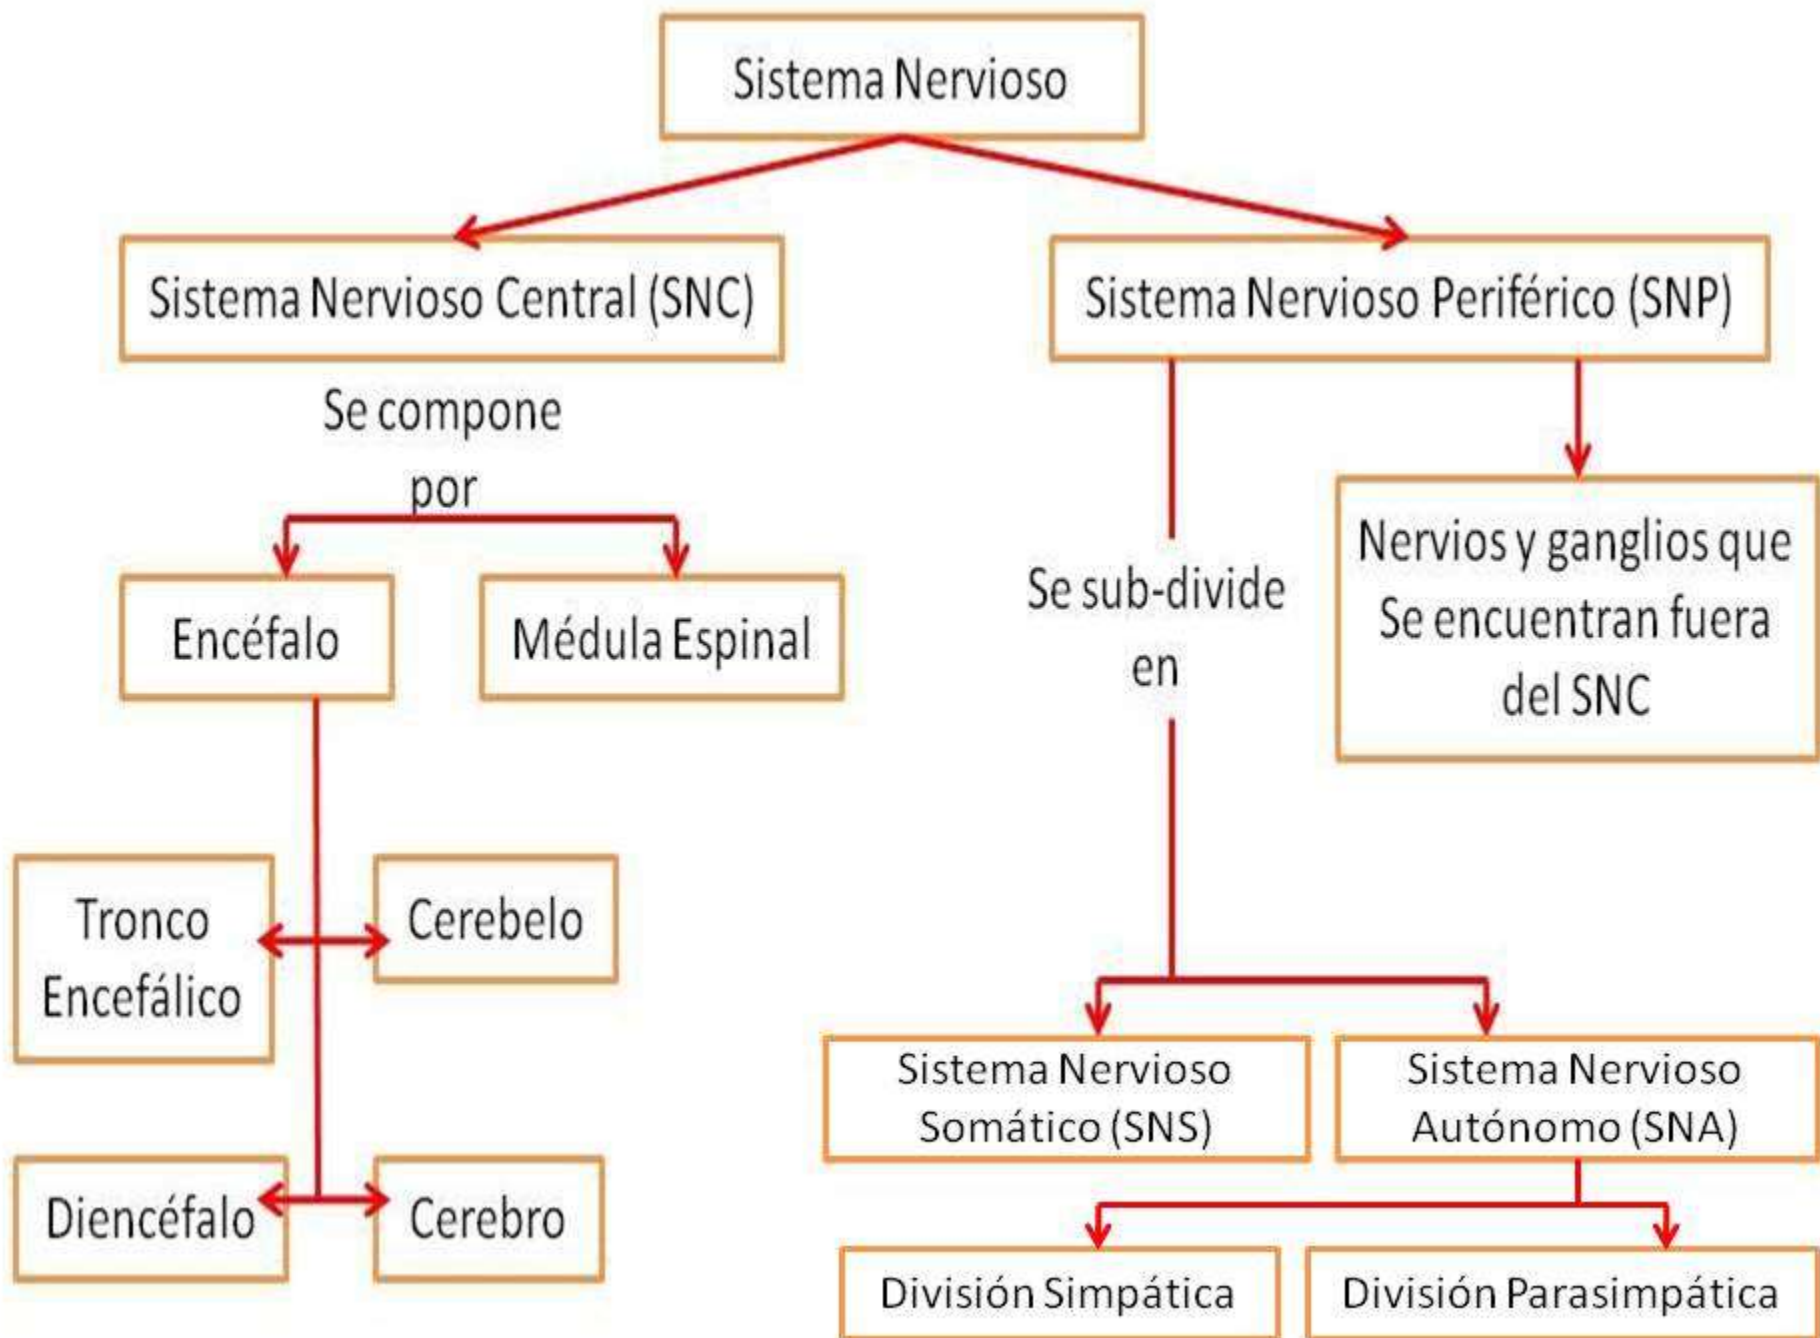 Sistema Nervioso
Sistema Nervioso Central (SNC)
Sistema Nervioso Periférico (SNP)
Se compone
por
Encéfalo
Médula Espinal
Se sub-divide
en
Nervios y ganglios que
Se encuentran fuera
del SNC
Tronco
Encefálico
Cerebelo
Diencéfalo
Cerebro
Sistema Nervioso
Somático (SNS)
Sistema Nervioso
Autónomo (SNA)
División Simpática
División Parasimpática